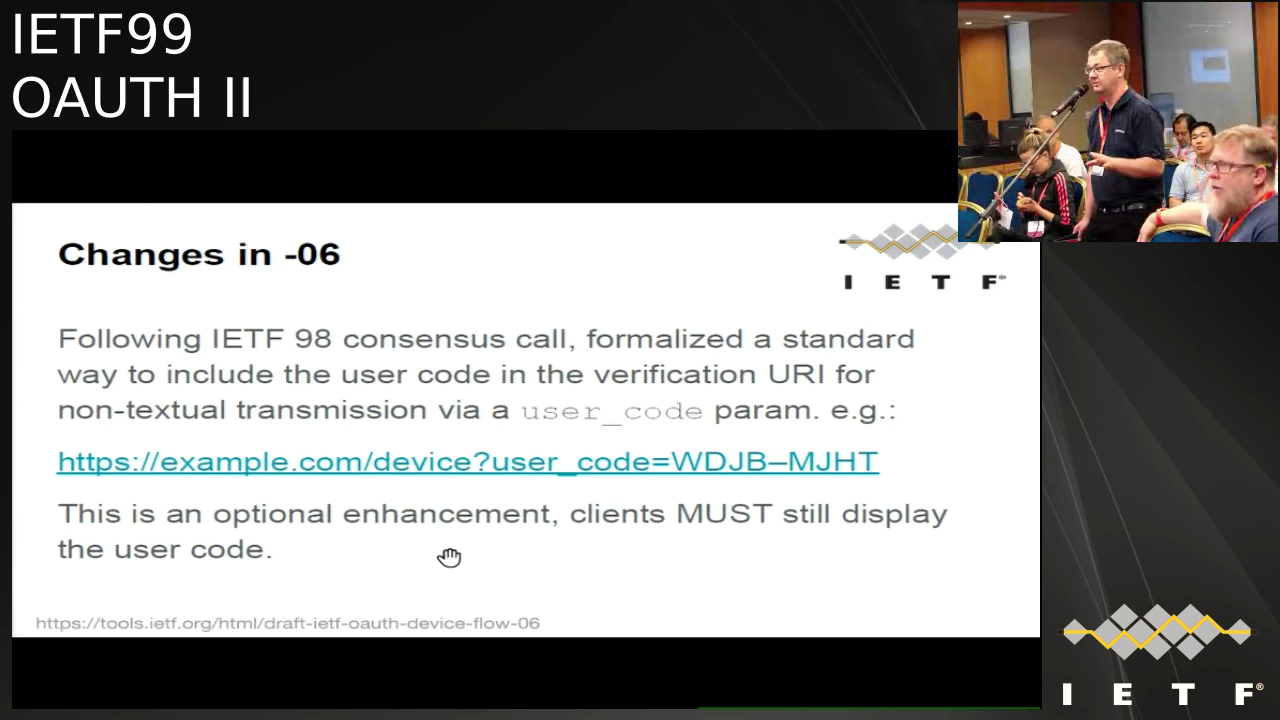 IETF99
OAUTH II
Changes in -06
I E T F®
Following IETF 98 consensus call, formalized a standard
way to include the user code in the verification URI for
non-textual transmission via a user_code param. e.g.:
https://example.com/device?user_code=WDJB–MJHT
This is an optional enhancement, clients MUST still display
the user code.
https://tools.ietf.org/html/draft-ietf-oauth-device-flow-06
I E T F®